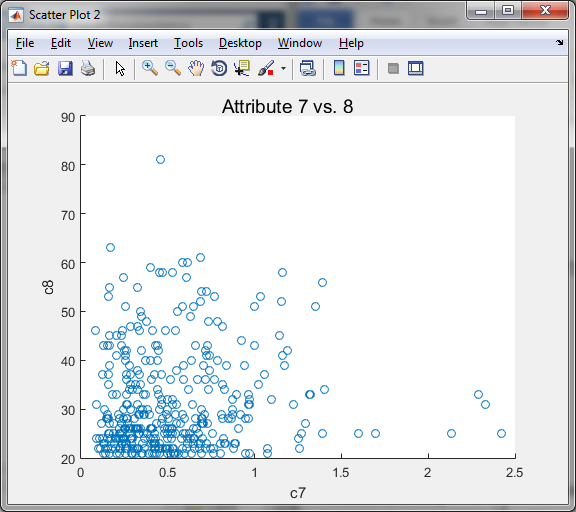 Scatter Plot 2
File Edit View Insert Tools Desktop Window Help
Attribute 7 vs. 8
90
80
70
60
50
40
30
20
c8
0 0.5 1 1.5 2 2.5
c7